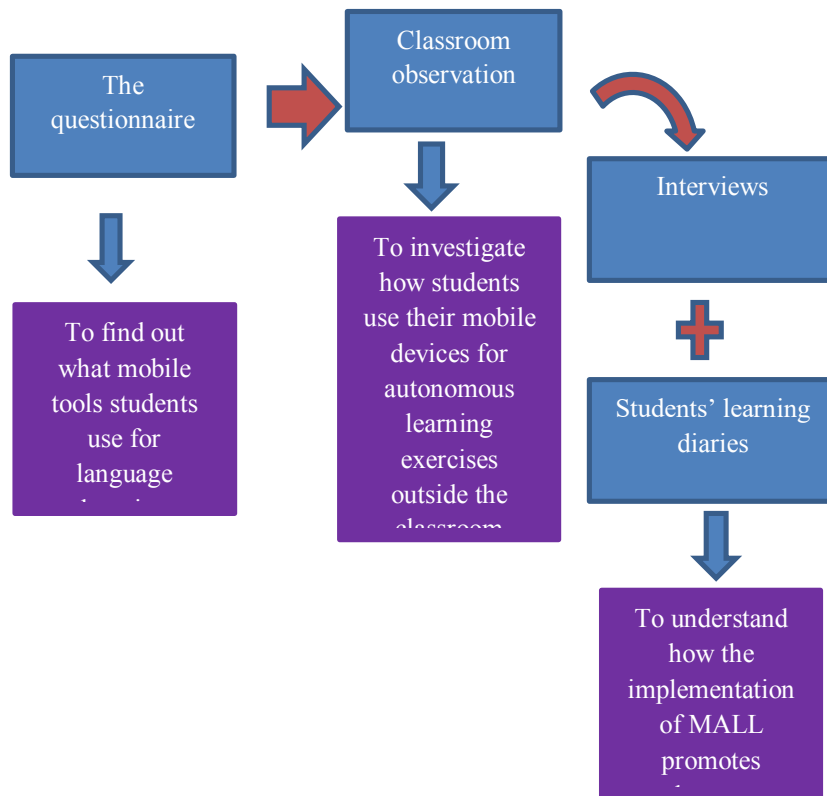 The
questionnaire
Classroom
observation
Interviews
Students’ learning
diaries
To find out
what mobile
tools students
use for
language
To investigate
how students
use their mobile
devices for
autonomous
learning
exercises
outside the
classroom
To understand
how the
implementation
of MALL
promotes